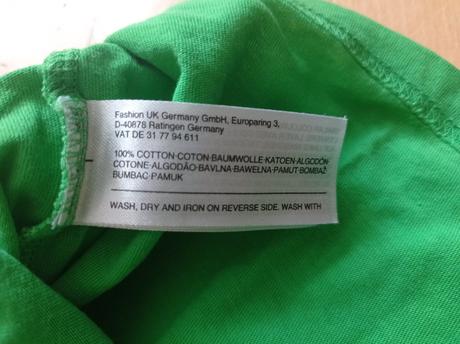 Fashion UK Germany GmbH, Europaring 3,
D-40878 Ratingen Germany
VAT DE 31 77 94 611
100% COTTON·COTON·BAUMWOLLE·KATOEN·ALGODÓN
COTONE·ALGODÃO·BAVLNA·BAWEŁNA·PAMUT·BOMBAŽ
BUMBAC·PAMUK
WASH, DRY AND IRON ON REVERSE SIDE. WASH WITH